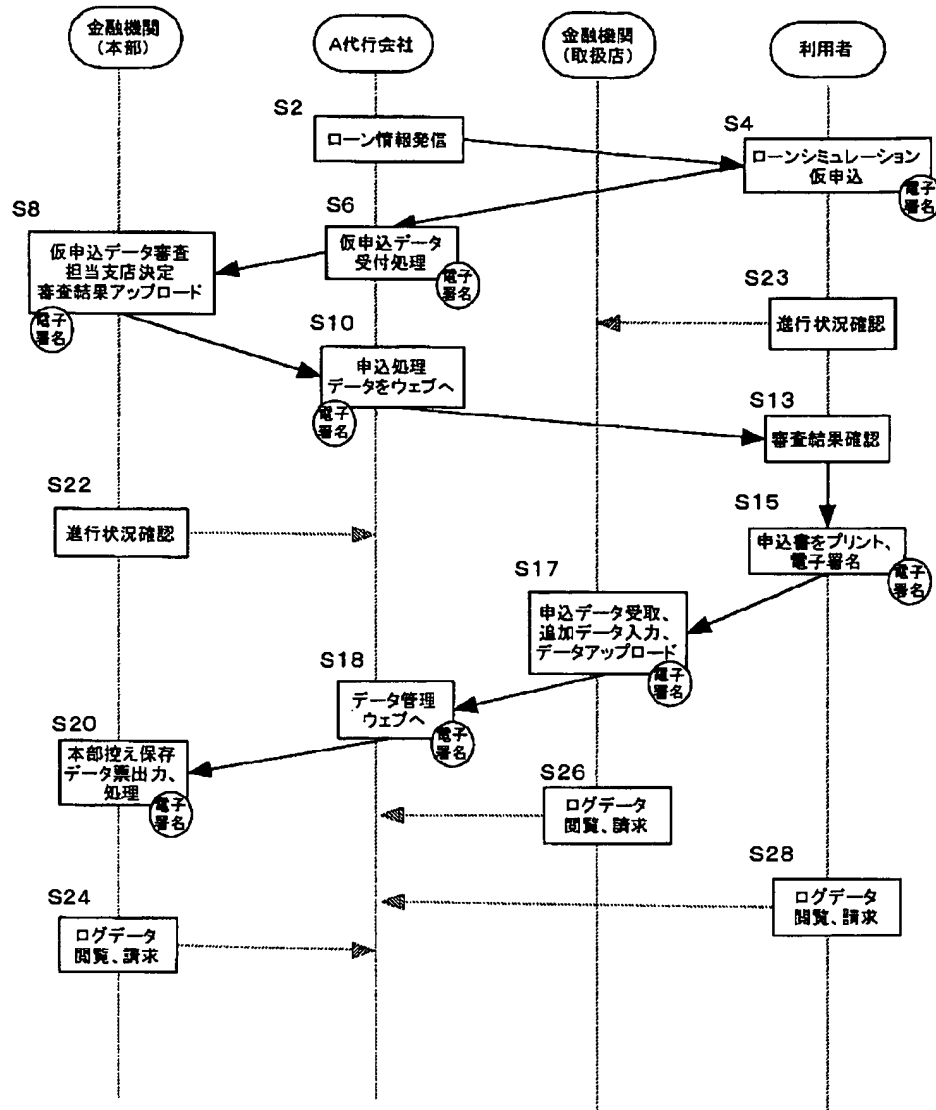 金融機関
(本部)
A代行会社
金融機関
(取扱店)
利用者
S2
ローン情報発信
S4
ローンシミュレーション
仮申込
電子
署名
S6
仮申込データ
受付処理
電子
署名
S8
仮申込データ審査
担当支店決定
審査結果アップロード
電子
署名
S23
進行状況確認
S10
申込処理
データをウェブへ
電子
署名
S13
審査結果確認
S22
進行状況確認
S15
申込書をプリント、
電子署名
電子
署名
S17
申込データ受取、
追加データ入力、
データアップロード
電子
署名
S18
データ管理
ウェブへ
電子
署名
S20
本部控え保存
データ票出力、
処理
電子
署名
S26
ログデータ
閲覧、請求
S28
ログデータ
閲覧、請求
S24
ログデータ
閲覧、請求